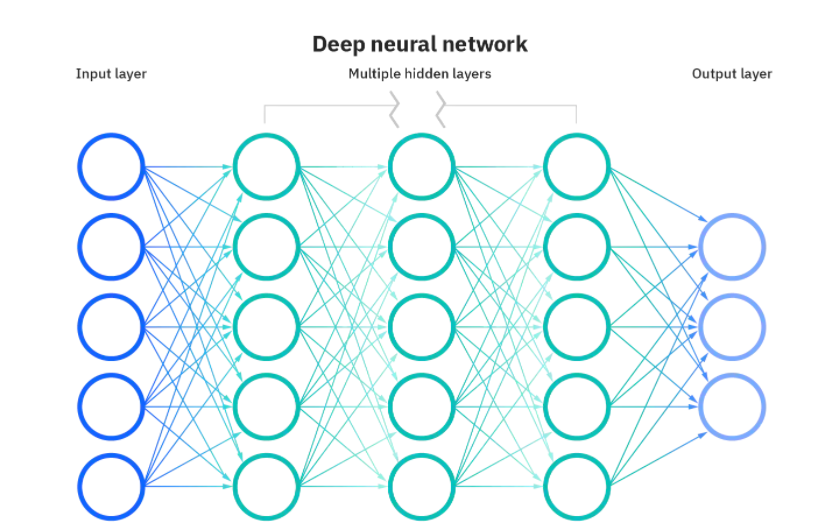 Deep neural network
Input layer
Multiple hidden layers
Output layer